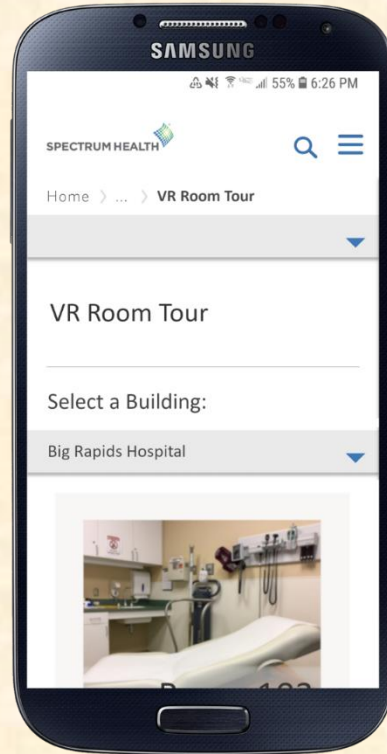 SAMSUNG
55% 6:26 PM
SPECTRUM HEALTH
Home > ... > VR Room Tour
VR Room Tour
Select a Building:
Big Rapids Hospital